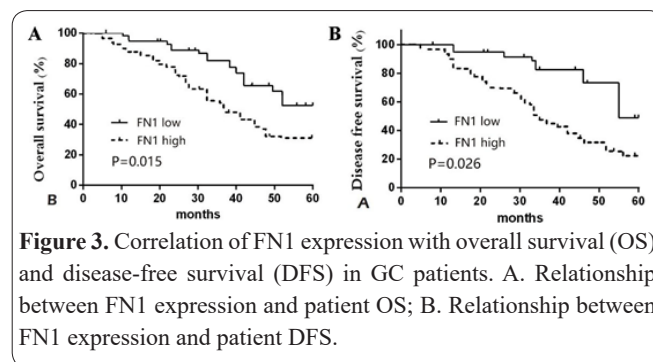 A
Overall survival (%)
100
80
60
40
20
0
FN1 low
FN1 high
P=0.015
0 10 20 30 40 50 60
B
months
B
Disease free survival (%)
100
80
60
40
20
0
FN1 low
FN1 high
P=0.026
0 10 20 30 40 50 60
A
months
Figure 3. Correlation of FN1 expression with overall survival (OS)
and disease-free survival (DFS) in GC patients. A. Relationship
between FN1 expression and patient OS; B. Relationship between
FN1 expression and patient DFS.